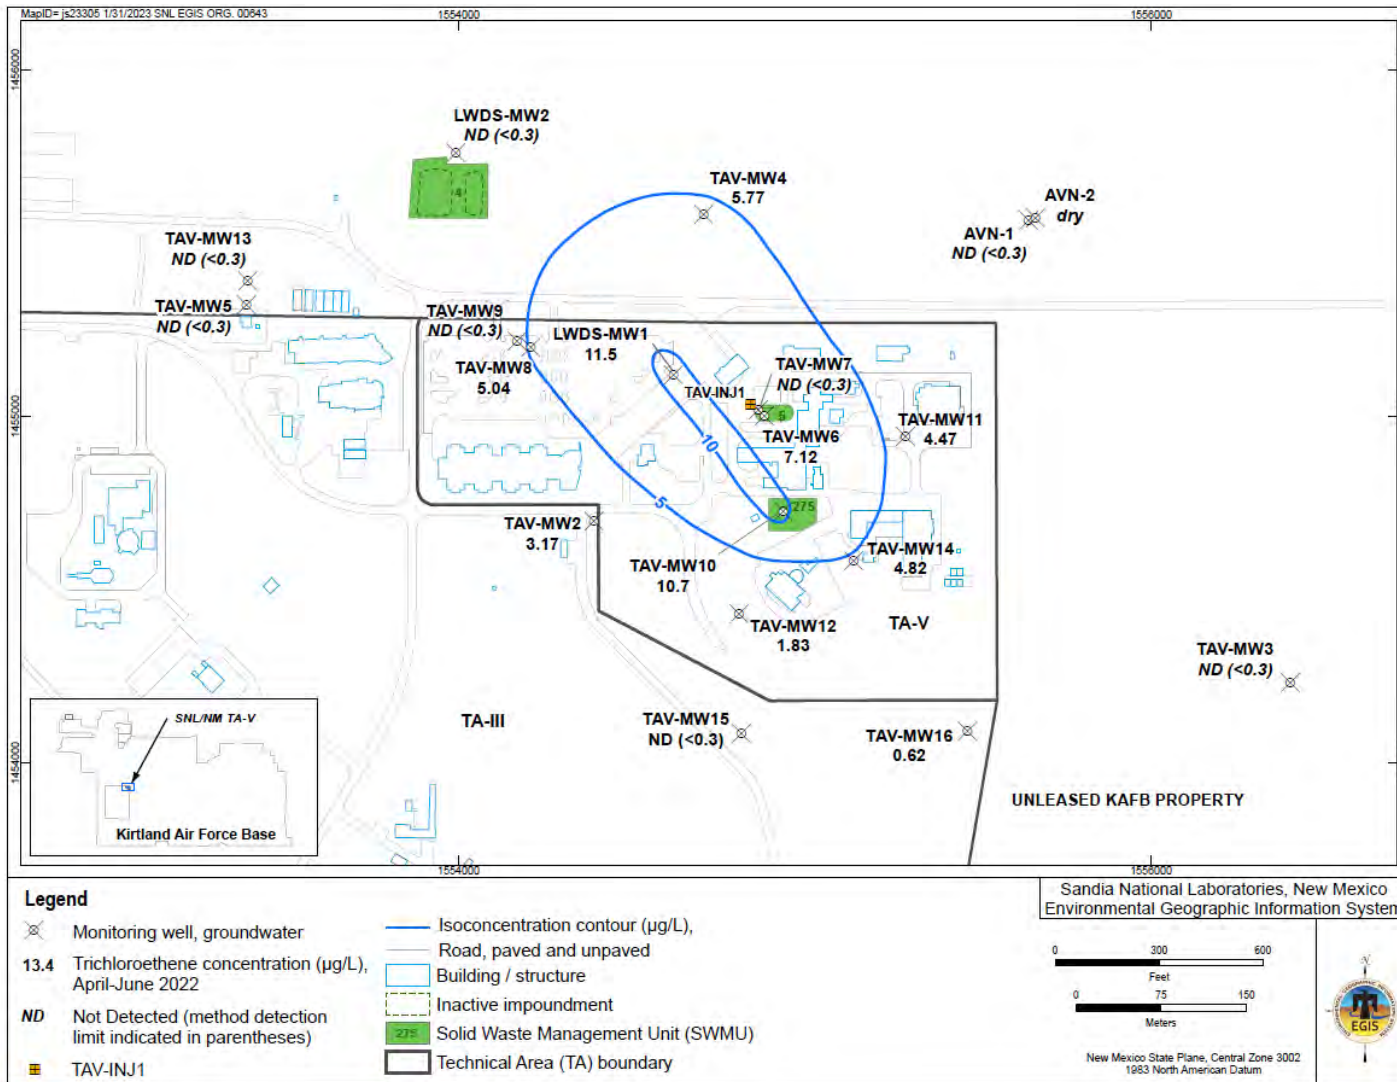 MapID= js23305 1/31/2023 SNL EGIS ORG. 00643
1554000
1556000
1456000
LWDS-MW2
ND (<0.3)
4
TAV-MW4
5.77
AVN-2
dry
AVN-1
ND (<0.3)
TAV-MW13
ND (<0.3)
TAV-MW5
ND (<0.3)
TAV-MW9
ND (<0.3)
LWDS-MW1
11.5
TAV-MW8
5.04
TAV-MW7
ND (<0.3)
TAV-INJ1
5
1455000
TAV-MW11
4.47
TAV-MW6
7.12
10
5
275
TAV-MW2
3.17
TAV-MW10
10.7
TAV-MW14
4.82
TAV-MW12
1.83
TA-V
TAV-MW3
ND (<0.3)
TA-III
TAV-MW15
ND (<0.3)
TAV-MW16
0.62
1454000
SNL/NM TA-V
Kirtland Air Force Base
UNLEASED KAFB PROPERTY
1554000
1556000
Legend
Monitoring well, groundwater
13.4 Trichloroethene concentration (µg/L),
April-June 2022
ND Not Detected (method detection
limit indicated in parentheses)
TAV-INJ1
Isoconcentration contour (µg/L),
Road, paved and unpaved
Building / structure
Inactive impoundment
275 Solid Waste Management Unit (SWMU)
Technical Area (TA) boundary
Sandia National Laboratories, New Mexico
Environmental Geographic Information System
0 300 600
Feet
0 75 150
Meters
New Mexico State Plane, Central Zone 3002
1983 North American Datum
N
EGIS